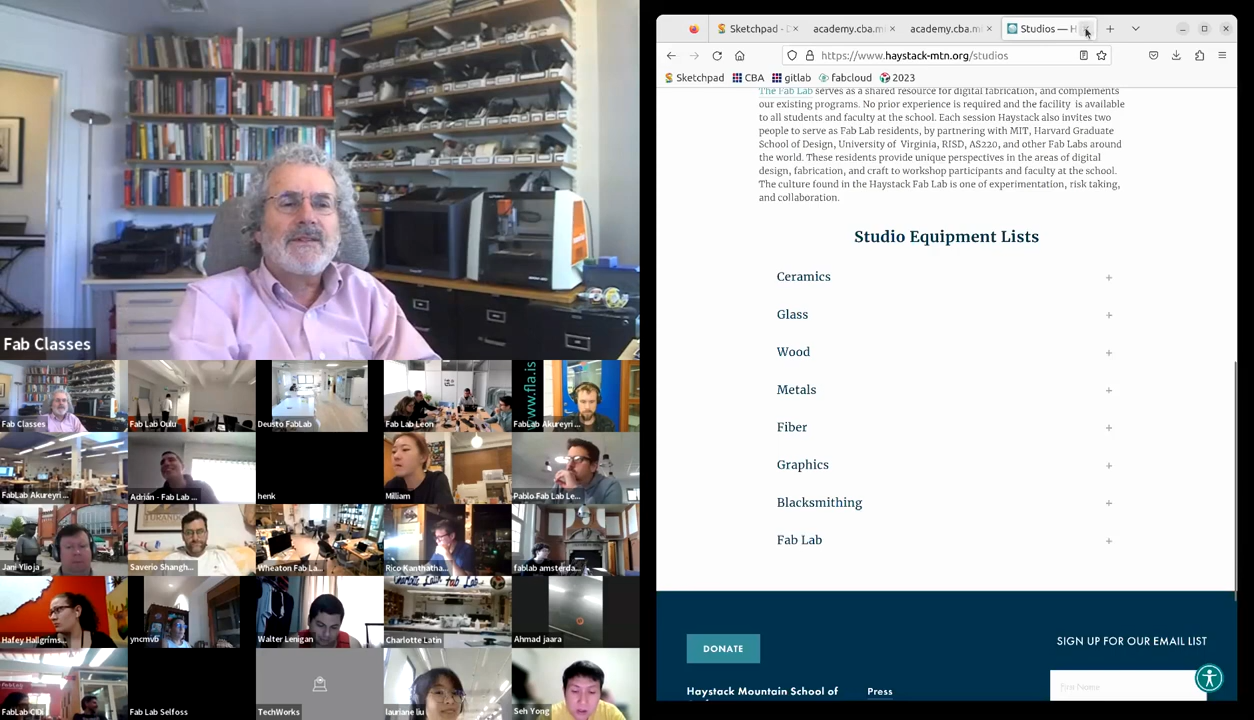 Fab Classes
Fab Classes
Fab Lab Oulu
Deusto FabLab
Fab Lab Leon
www.fla.is
FabLab Akureyri
FabLab Akureyri ...
Adrián - Fab Lab ...
henk
Milliam
Pablo Fab Lab Le...
Jani Ylioja
Saverio Shangh...
Wheaton Fab La...
Rico Kanthatha...
fablab amsterda...
Hafey Hallgrims...
yncmvb
Walter Lenigan
Charlotte Latin
Ahmad jaara
FabLab CIDi
Fab Lab Selfoss
TechWorks
lauriane liu
Seh Yong
Sketchpad - D
academy.cba.mi
academy.cba.mi
Studios — H
https://www.haystack-mtn.org/studios
Sketchpad
CBA
gitlab
fabcloud
2023
The Fab Lab serves as a shared resource for digital fabrication, and complements
our existing programs. No prior experience is required and the facility is available
to all students and faculty at the school. Each session Haystack also invites two
people to serve as Fab Lab residents, by partnering with MIT, Harvard Graduate
School of Design, University of Virginia, RISD, AS220, and other Fab Labs around
the world. These residents provide unique perspectives in the areas of digital
design, fabrication, and craft to workshop participants and faculty at the school.
The culture found in the Haystack Fab Lab is one of experimentation, risk taking,
and collaboration.
Studio Equipment Lists
Ceramics +
Glass +
Wood +
Metals +
Fiber +
Graphics +
Blacksmithing +
Fab Lab +
DONATE
SIGN UP FOR OUR EMAIL LIST
First Name
Haystack Mountain School of
Press